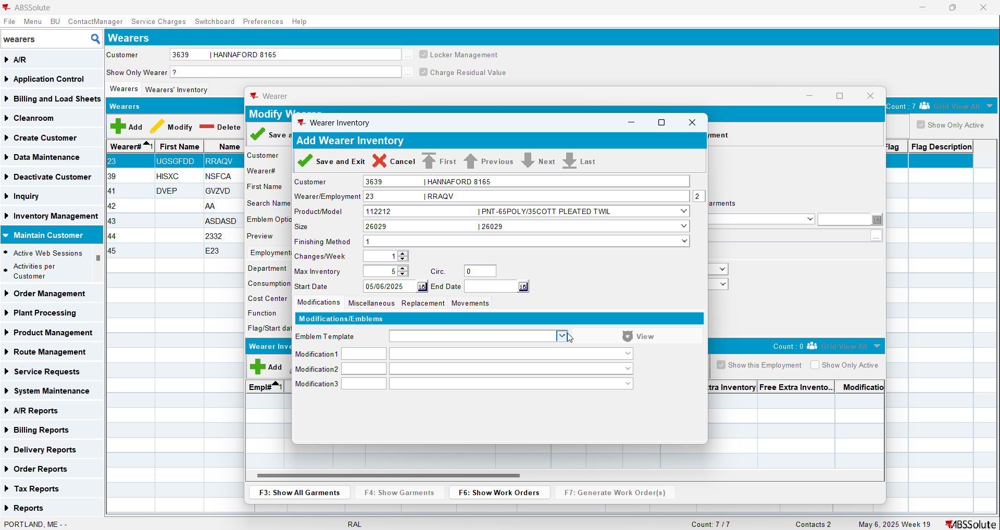 ABSSolute
File Menu BU ContactManager Service Charges Switchboard Preferences Help
wearers
Wearers
Customer 3639 | HANNAFORD 8165 ... Locker Management
Show Only Wearer ? ... Charge Residual Value
Wearers Wearers' Inventory
Wearers
Count : 7 Grid View All
Add Modify Delete
Show Only Active
Wearer# 1 First Name Name
Flag Description
23 UGSGFDD RRAQV
39 HISXC NSFCA
41 DVEP GVZVD
42 AA
43 ASDASD
44 2332
45 E23
A/R
Application Control
Billing and Load Sheets
Cleanroom
Create Customer
Data Maintenance
Deactivate Customer
Inquiry
Inventory Management
Maintain Customer
Active Web Sessions
Activities per
Customer
Order Management
Plant Processing
Product Management
Route Management
Service Requests
System Maintenance
A/R Reports
Billing Reports
Delivery Reports
Order Reports
Tax Reports
Reports
Wearer
Modify Wearer
Save a
Customer
Wearer#
First Name
Search Name
Emblem Optio
Preview
Employment
Department
Consumption
Cost Center
Function
Flag/Start dat
ment
arments
16
...
Wearer Inve
Count : 0 Grid View All
Add
Show this Employment Show Only Active
Empl# 1
tra Inventory Free Extra Invento... Modificatio
F3: Show All Garments F4: Show Garments F6: Show Work Orders F7: Generate Work Order(s)
Wearer Inventory
Add Wearer Inventory
Save and Exit Cancel First Previous Next Last
Customer 3639 | HANNAFORD 8165
Wearer/Employment 23 | RRAQV 2
Product/Model 112212 | PNT-65POLY/35COTT PLEATED TWIL
Size 26029 | 26029
Finishing Method 1
Changes/Week 1
Max Inventory 5 Circ. 0
Start Date 05/06/2025 16 End Date 16
Modifications Miscellaneous Replacement Movements
Modifications/Emblems
Emblem Template View
Modification1
Modification2
Modification3
PORTLAND, ME - - RAL Count: 7 / 7 Contacts 2 May 6, 2025 Week 19 ABSSolute